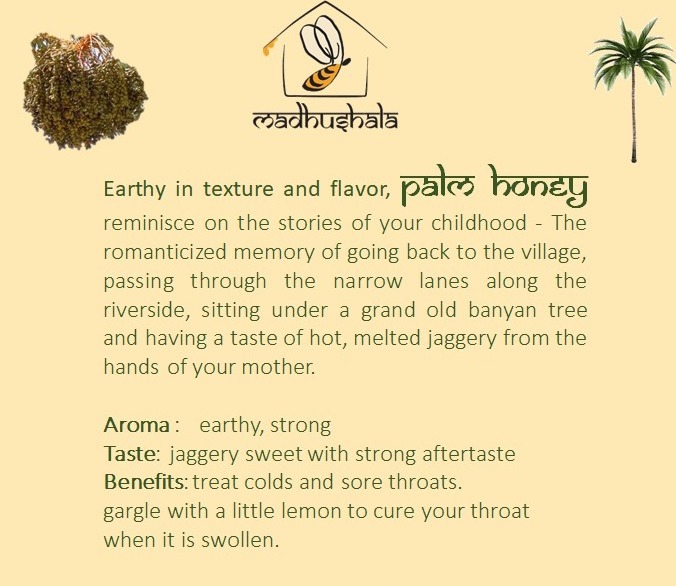 madhushala
Earthy in texture and flavor, palm honey
reminisce on the stories of your childhood - The
romanticized memory of going back to the village,
passing through the narrow lanes along the
riverside, sitting under a grand old banyan tree
and having a taste of hot, melted jaggery from the
hands of your mother.
Aroma : earthy, strong
Taste: jaggery sweet with strong aftertaste
Benefits: treat colds and sore throats.
gargle with a little lemon to cure your throat
when it is swollen.